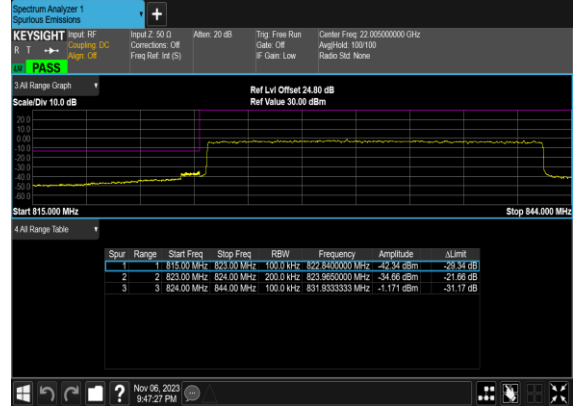 Spectrum Analyzer 1
Spurious Emissions
KEYSIGHT
R T
Input: RF
Coupling: DC
Align: Off
Input Z: 50 Ω
Corrections: Off
Freq Ref: Int (S)
Atten: 20 dB
Trig: Free Run
Gate: Off
IF Gain: Low
Center Freq: 22.005000000 GHz
Avg|Hold: 100/100
Radio Std: None
PASS
3 All Range Graph
Scale/Div 10.0 dB
Ref Lvl Offset 24.80 dB
Ref Value 30.00 dBm
20.0
10.0
0.00
-10.0
-20.0
-30.0
-40.0
-50.0
-60.0
Start 815.000 MHz
Stop 844.000 MHz
4 All Range Table
Spur Range Start Freq Stop Freq RBW Frequency Amplitude ΔLimit
1 1 815.00 MHz 823.00 MHz 100.0 kHz 822.8400000 MHz -42.34 dBm -29.34 dB
2 2 823.00 MHz 824.00 MHz 200.0 kHz 823.9650000 MHz -34.66 dBm -21.66 dB
3 3 824.00 MHz 844.00 MHz 100.0 kHz 831.9333333 MHz -1.171 dBm -31.17 dB
Nov 06, 2023
9:47:27 PM